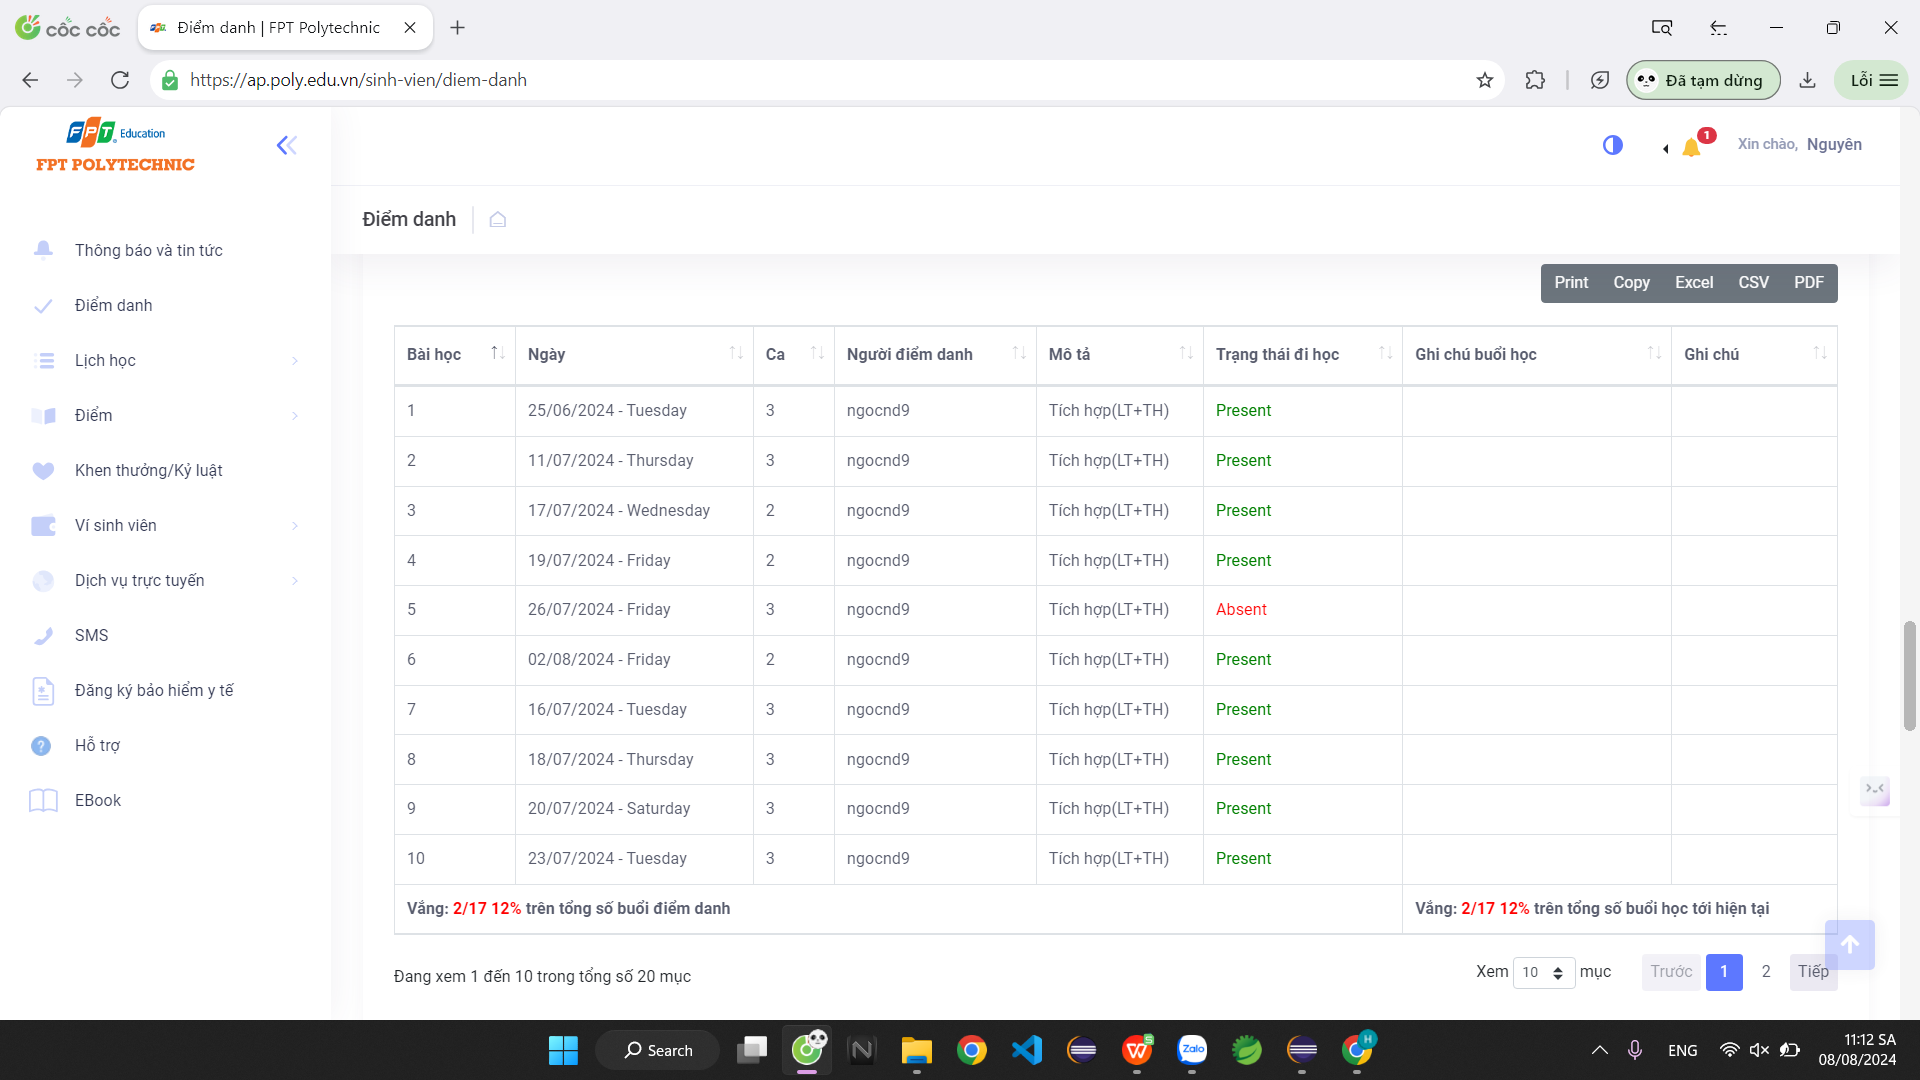 cốc cốc
Điểm danh | FPT Polytechnic
https://ap.poly.edu.vn/sinh-vien/diem-danh
Đã tạm dừng
Lỗi
FPT Education
FPT POLYTECHNIC
1
Xin chào, Nguyên
Điểm danh
Thông báo và tin tức
Điểm danh
Lịch học
Điểm
Khen thưởng/Kỷ luật
Ví sinh viên
Dịch vụ trực tuyến
SMS
Đăng ký bảo hiểm y tế
Hỗ trợ
EBook
Print Copy Excel CSV PDF
Bài học Ngày Ca Người điểm danh Mô tả Trạng thái đi học Ghi chú buổi học Ghi chú
1 25/06/2024 - Tuesday 3 ngocnd9 Tích hợp(LT+TH) Present
2 11/07/2024 - Thursday 3 ngocnd9 Tích hợp(LT+TH) Present
3 17/07/2024 - Wednesday 2 ngocnd9 Tích hợp(LT+TH) Present
4 19/07/2024 - Friday 2 ngocnd9 Tích hợp(LT+TH) Present
5 26/07/2024 - Friday 3 ngocnd9 Tích hợp(LT+TH) Absent
6 02/08/2024 - Friday 2 ngocnd9 Tích hợp(LT+TH) Present
7 16/07/2024 - Tuesday 3 ngocnd9 Tích hợp(LT+TH) Present
8 18/07/2024 - Thursday 3 ngocnd9 Tích hợp(LT+TH) Present
9 20/07/2024 - Saturday 3 ngocnd9 Tích hợp(LT+TH) Present
10 23/07/2024 - Tuesday 3 ngocnd9 Tích hợp(LT+TH) Present
Vắng: 2/17 12% trên tổng số buổi điểm danh Vắng: 2/17 12% trên tổng số buổi học tới hiện tại
Đang xem 1 đến 10 trong tổng số 20 mục
Xem 10 mục Trước 1 2 Tiếp
Search
Zalo
H
ENG
11:12 SA
08/08/2024